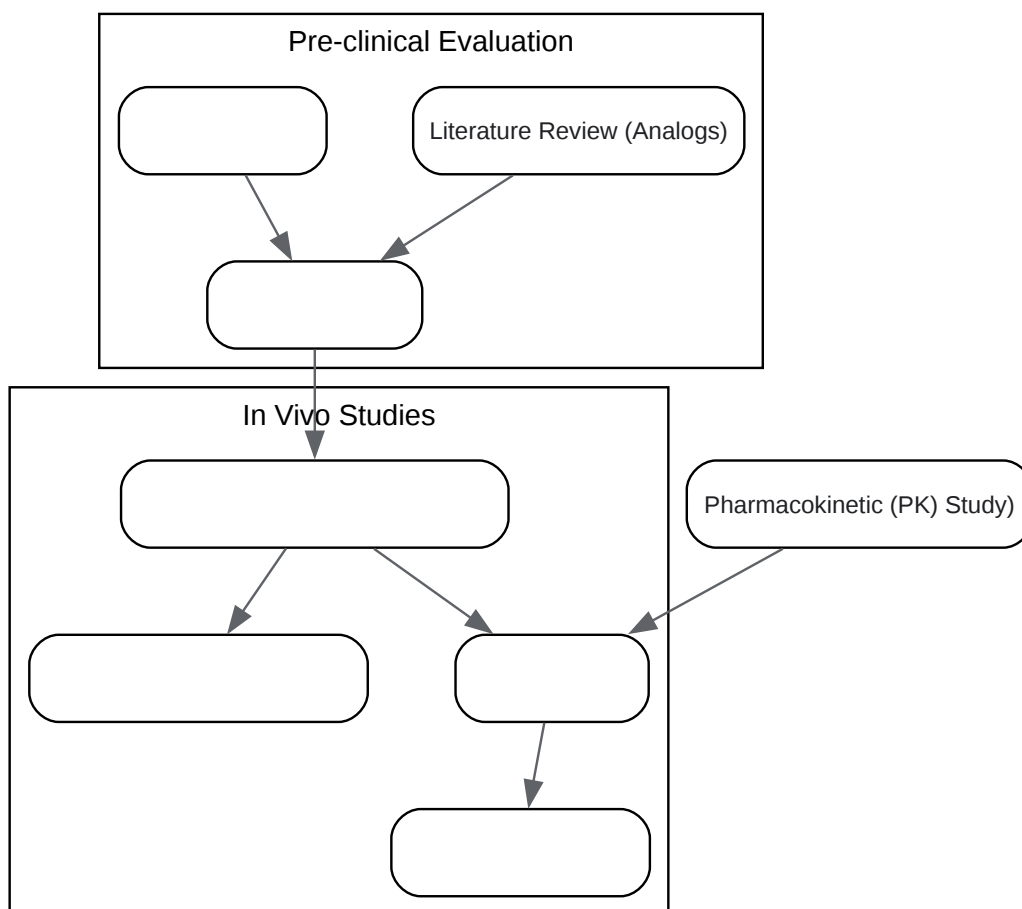 Pre-clinical Evaluation
Literature Review (Analogs)
In Vivo Studies
Pharmacokinetic (PK) Study)